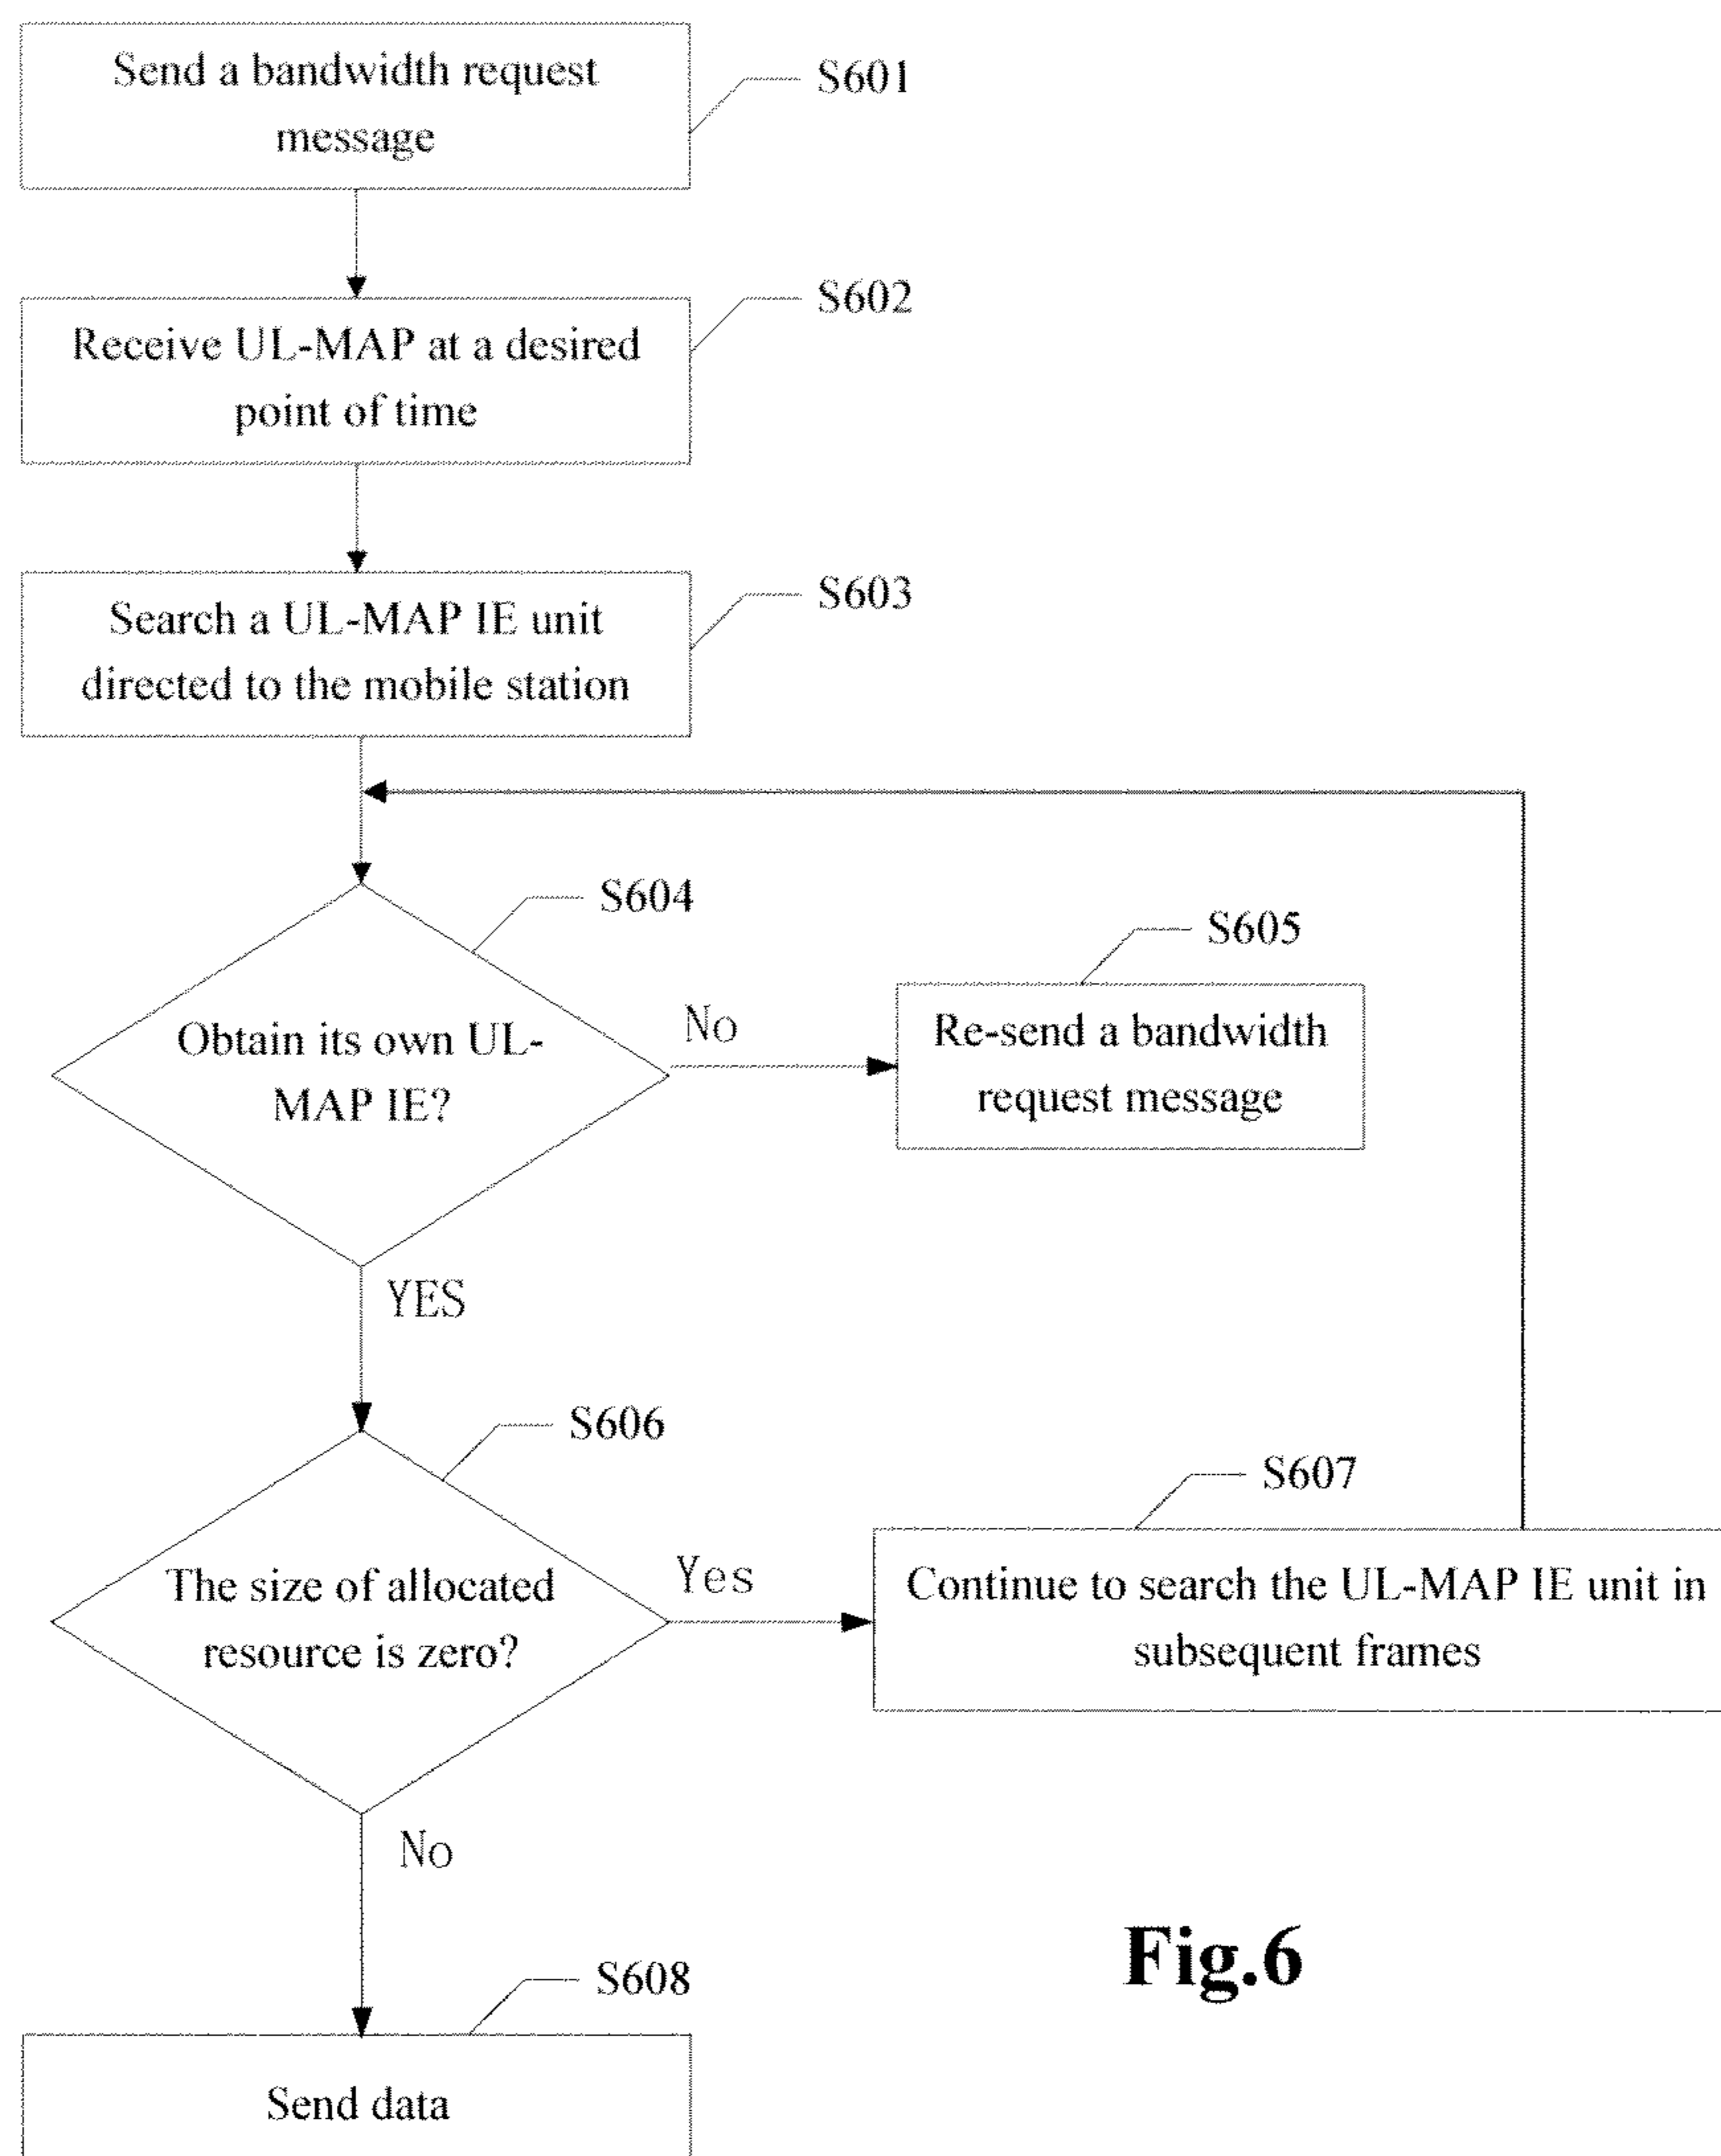 Send a bandwidth request
message
S601
Receive UL-MAP at a desired
point of time
S602
Search a UL-MAP IE unit
directed to the mobile station
S603
Obtain its own UL-
MAP IE?
S604
No
Re-send a bandwidth
request message
S605
YES
The size of allocated
resource is zero?
S606
Yes
Continue to search the UL-MAP IE unit in
subsequent frames
S607
No
Send data
S608
Fig.6